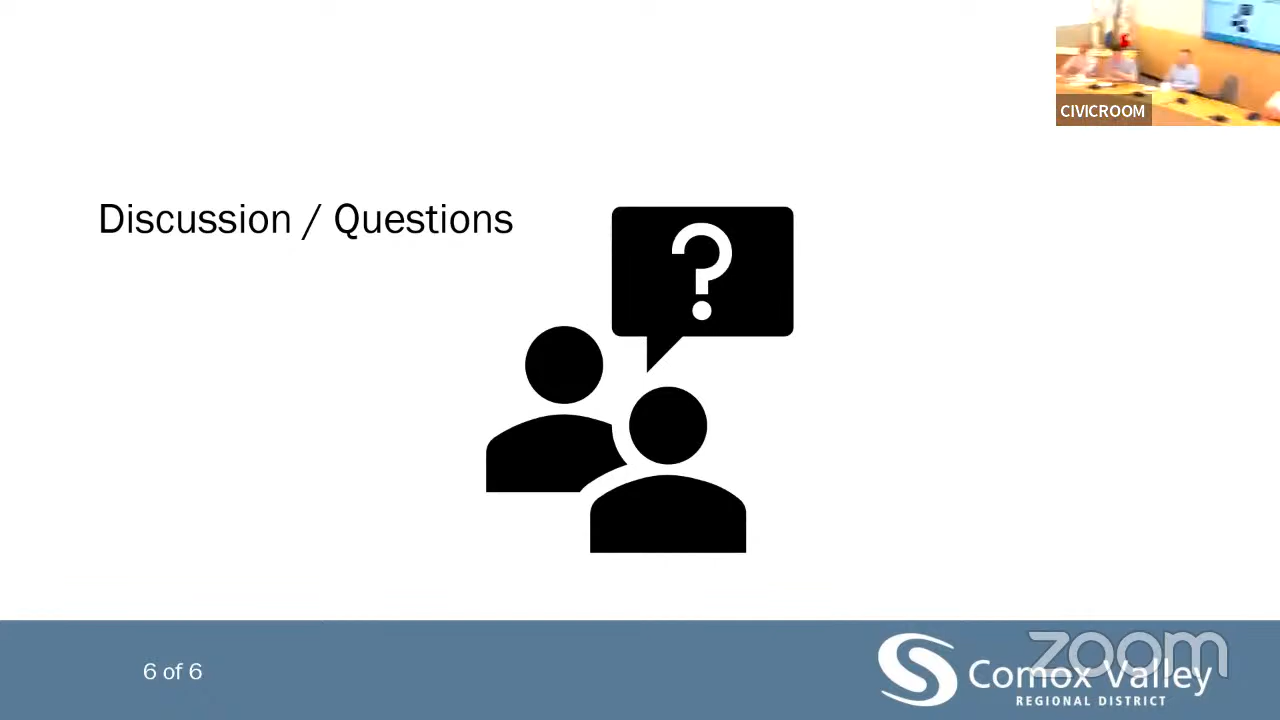 CIVICROOM
Discussion / Questions
?
6 of 6
zoom
Comox Valley
REGIONAL DISTRICT